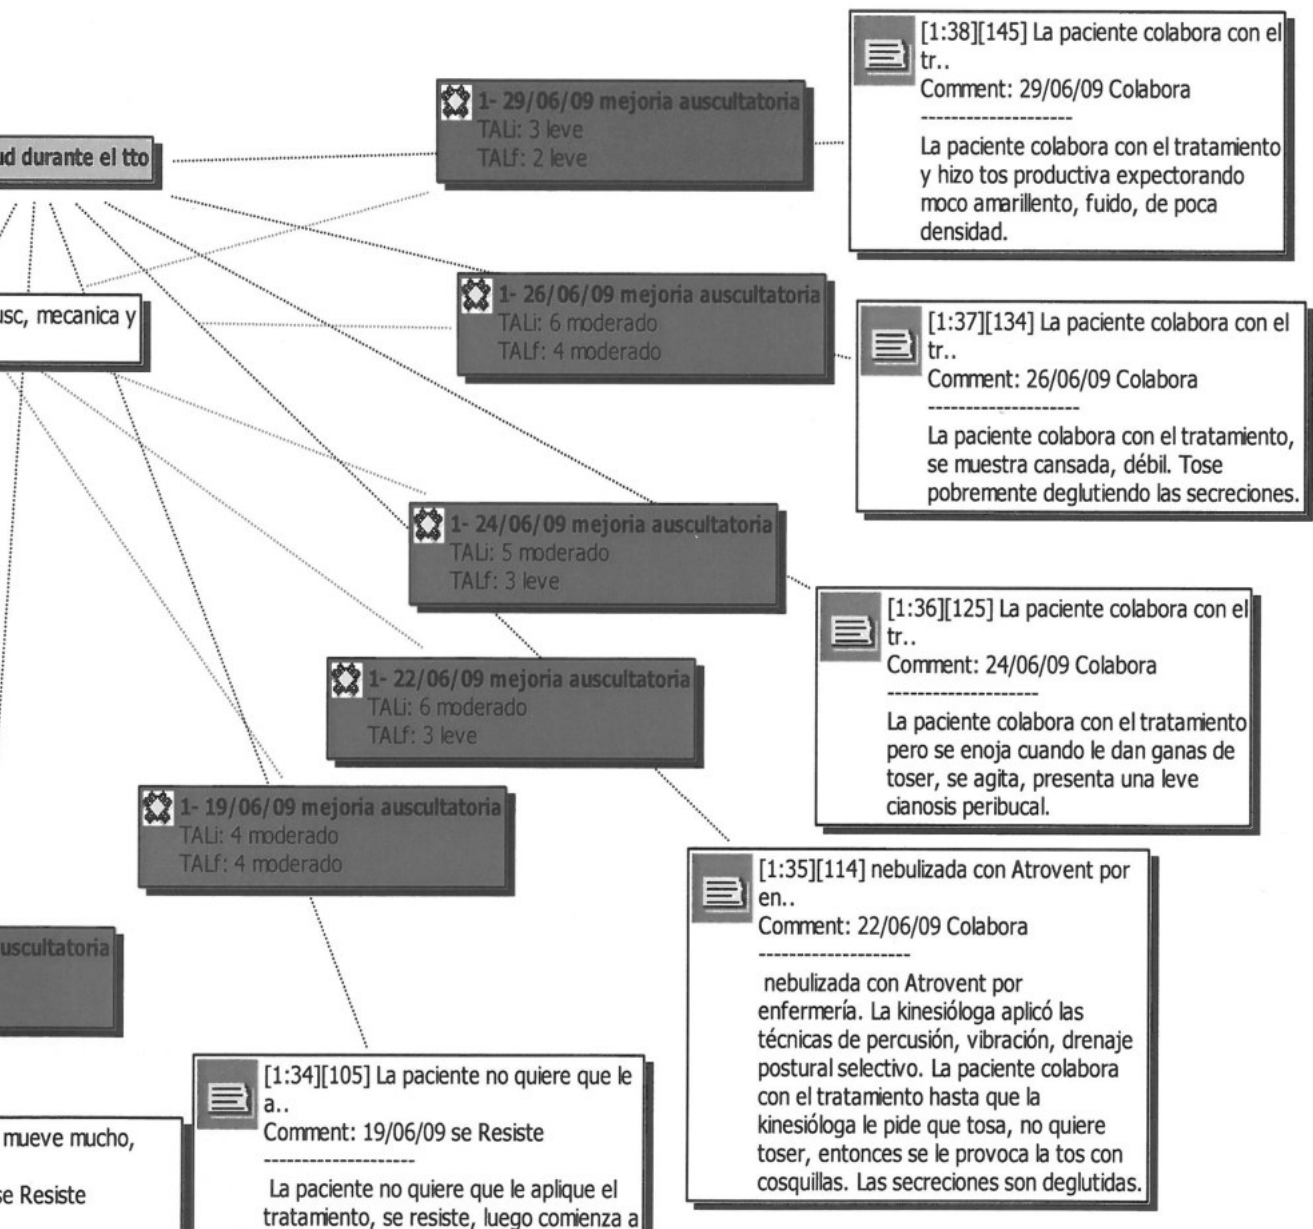 [1:38][145] La paciente colabora con el
tr..
Comment: 29/06/09 Colabora
--------------------
La paciente colabora con el tratamiento
y hizo tos productiva expectorando
moco amarillento, fuido, de poca
densidad.
1- 29/06/09 mejoria auscultatoria
TALi: 3 leve
TALf: 2 leve
durante el tto
1- 26/06/09 mejoria auscultatoria
TALi: 6 moderado
TALf: 4 moderado
mecanica y
[1:37][134] La paciente colabora con el
tr..
Comment: 26/06/09 Colabora
--------------------
La paciente colabora con el tratamiento,
se muestra cansada, débil. Tose
pobremente deglutiendo las secreciones.
1- 24/06/09 mejoria auscultatoria
TALi: 5 moderado
TALf: 3 leve
[1:36][125] La paciente colabora con el
tr..
Comment: 24/06/09 Colabora
--------------------
La paciente colabora con el tratamiento
pero se enoja cuando le dan ganas de
toser, se agita, presenta una leve
cianosis peribucal.
1- 22/06/09 mejoria auscultatoria
TALi: 6 moderado
TALf: 3 leve
1- 19/06/09 mejoria auscultatoria
TALi: 4 moderado
TALf: 4 moderado
[1:35][114] nebulizada con Atrovent por
en..
Comment: 22/06/09 Colabora
--------------------
nebulizada con Atrovent por
enfermería. La kinesióloga aplicó las
técnicas de percusión, vibración, drenaje
postural selectivo. La paciente colabora
con el tratamiento hasta que la
kinesióloga le pide que tosa, no quiere
toser, entonces se le provoca la tos con
cosquillas. Las secreciones son deglutidas.
uscultatoria
[1:34][105] La paciente no quiere que le
a..
Comment: 19/06/09 se Resiste
--------------------
La paciente no quiere que le aplique el
tratamiento, se resiste, luego comienza a
mueve mucho,
se Resiste